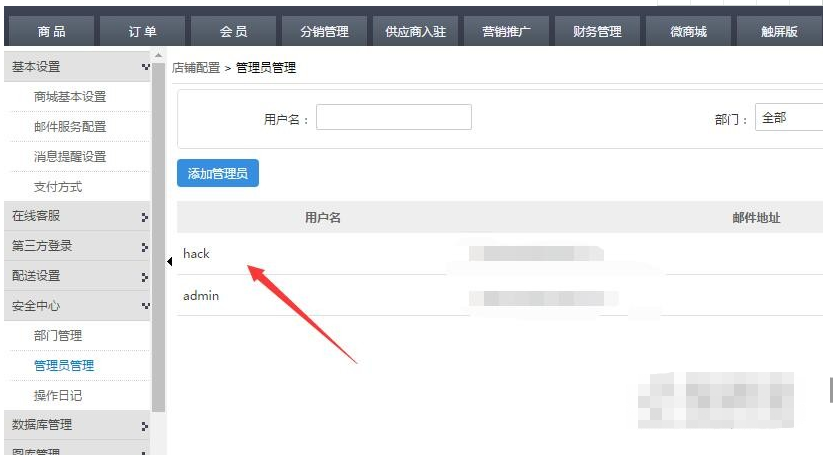 商 品 订 单 会 员 分销管理 供应商入驻 营销推广 财务管理 微商城 触屏版
基本设置
商城基本设置
邮件服务配置
消息提醒设置
支付方式
在线客服
第三方登录
配送设置
安全中心
部门管理
管理员管理
操作日记
数据库管理
图库管理
店铺配置 > 管理员管理
用户名： 部门： 全部
添加管理员
用户名 邮件地址
hack
admin